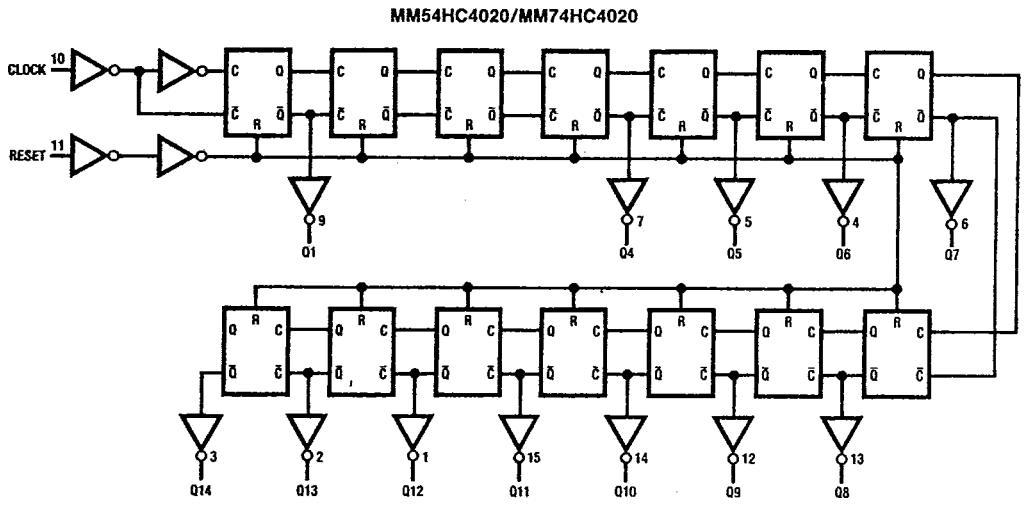 MM54HC4020/MM74HC4020
CLOCK 10
C Q C Q C Q C Q C Q C Q C Q
C̅ Q̅ C̅ Q̅ C̅ Q̅ C̅ Q̅ C̅ Q̅ C̅ Q̅ C̅ Q̅
R R R R R R R
RESET 11
9 7 5 4 6
Q1 Q4 Q5 Q6 Q7
R R R R R R R
Q C Q C Q C Q C Q C Q C Q C
Q̅ C̅ Q̅ C̅ Q̅ C̅ Q̅ C̅ Q̅ C̅ Q̅ C̅ Q̅ C̅
3 2 1 15 14 12 13
Q14 Q13 Q12 Q11 Q10 Q9 Q8